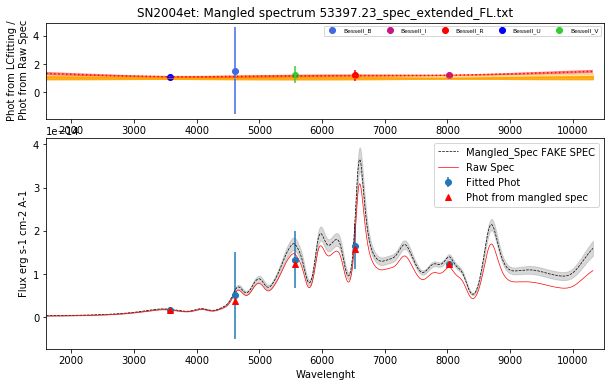 SN2004et: Mangled spectrum 53397.23_spec_extended_FL.txt
Phot from LCfitting /
Phot from Raw Spec
4
2
0
Bessell_B
Bessell_I
Bessell_R
Bessell_U
Bessell_V
2000 3000 4000 5000 6000 7000 8000 9000 10000
1e−14
Flux erg s-1 cm-2 A-1
4
3
2
1
0
Mangled_Spec FAKE SPEC
Raw Spec
Fitted Phot
Phot from mangled spec
2000 3000 4000 5000 6000 7000 8000 9000 10000
Wavelenght